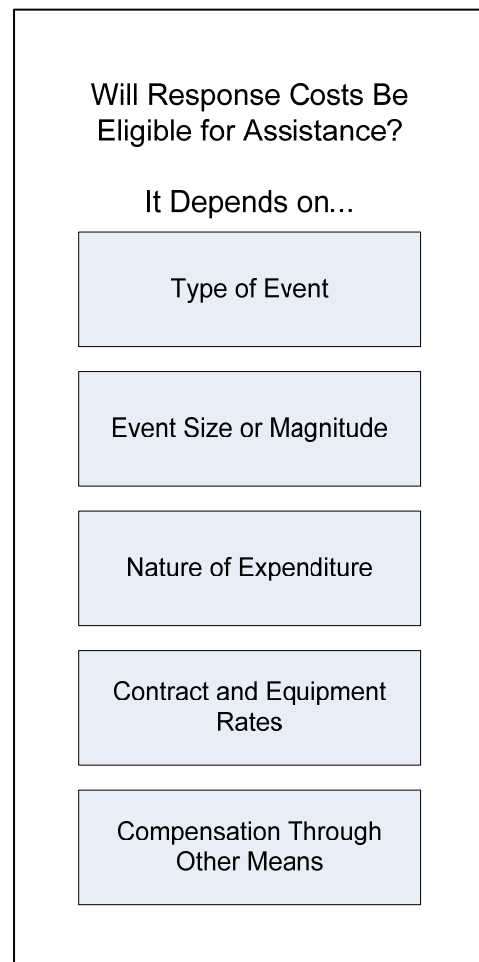 Will Response Costs Be
Eligible for Assistance?
It Depends on...
Type of Event
Event Size or Magnitude
Nature of Expenditure
Contract and Equipment
Rates
Compensation Through
Other Means